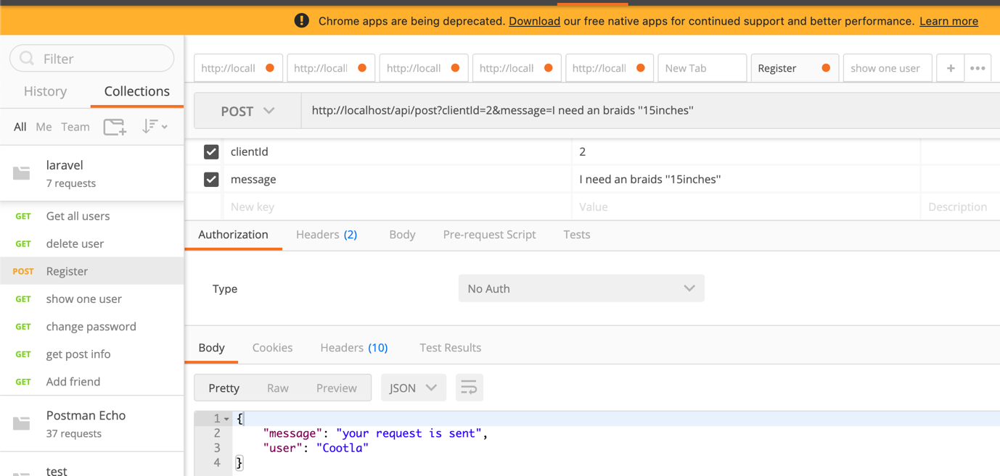 Chrome apps are being deprecated. Download our free native apps for continued support and better performance. Learn more
Filter
History Collections
All Me Team
laravel
7 requests
GET Get all users
GET delete user
POST Register
GET show one user
GET change password
GET get post info
GET Add friend
Postman Echo
37 requests
test
http://locall http://locall http://locall http://locall http://locall New Tab Register show one user + •••
POST http://localhost/api/post?clientId=2&message=I need an braids ''15inches''
clientId 2
message I need an braids ''15inches''
New key Value Description
Authorization Headers (2) Body Pre-request Script Tests
Type No Auth
Body Cookies Headers (10) Test Results
Pretty Raw Preview JSON
1 {
2 "message": "your request is sent",
3 "user": "Cootla"
4 }